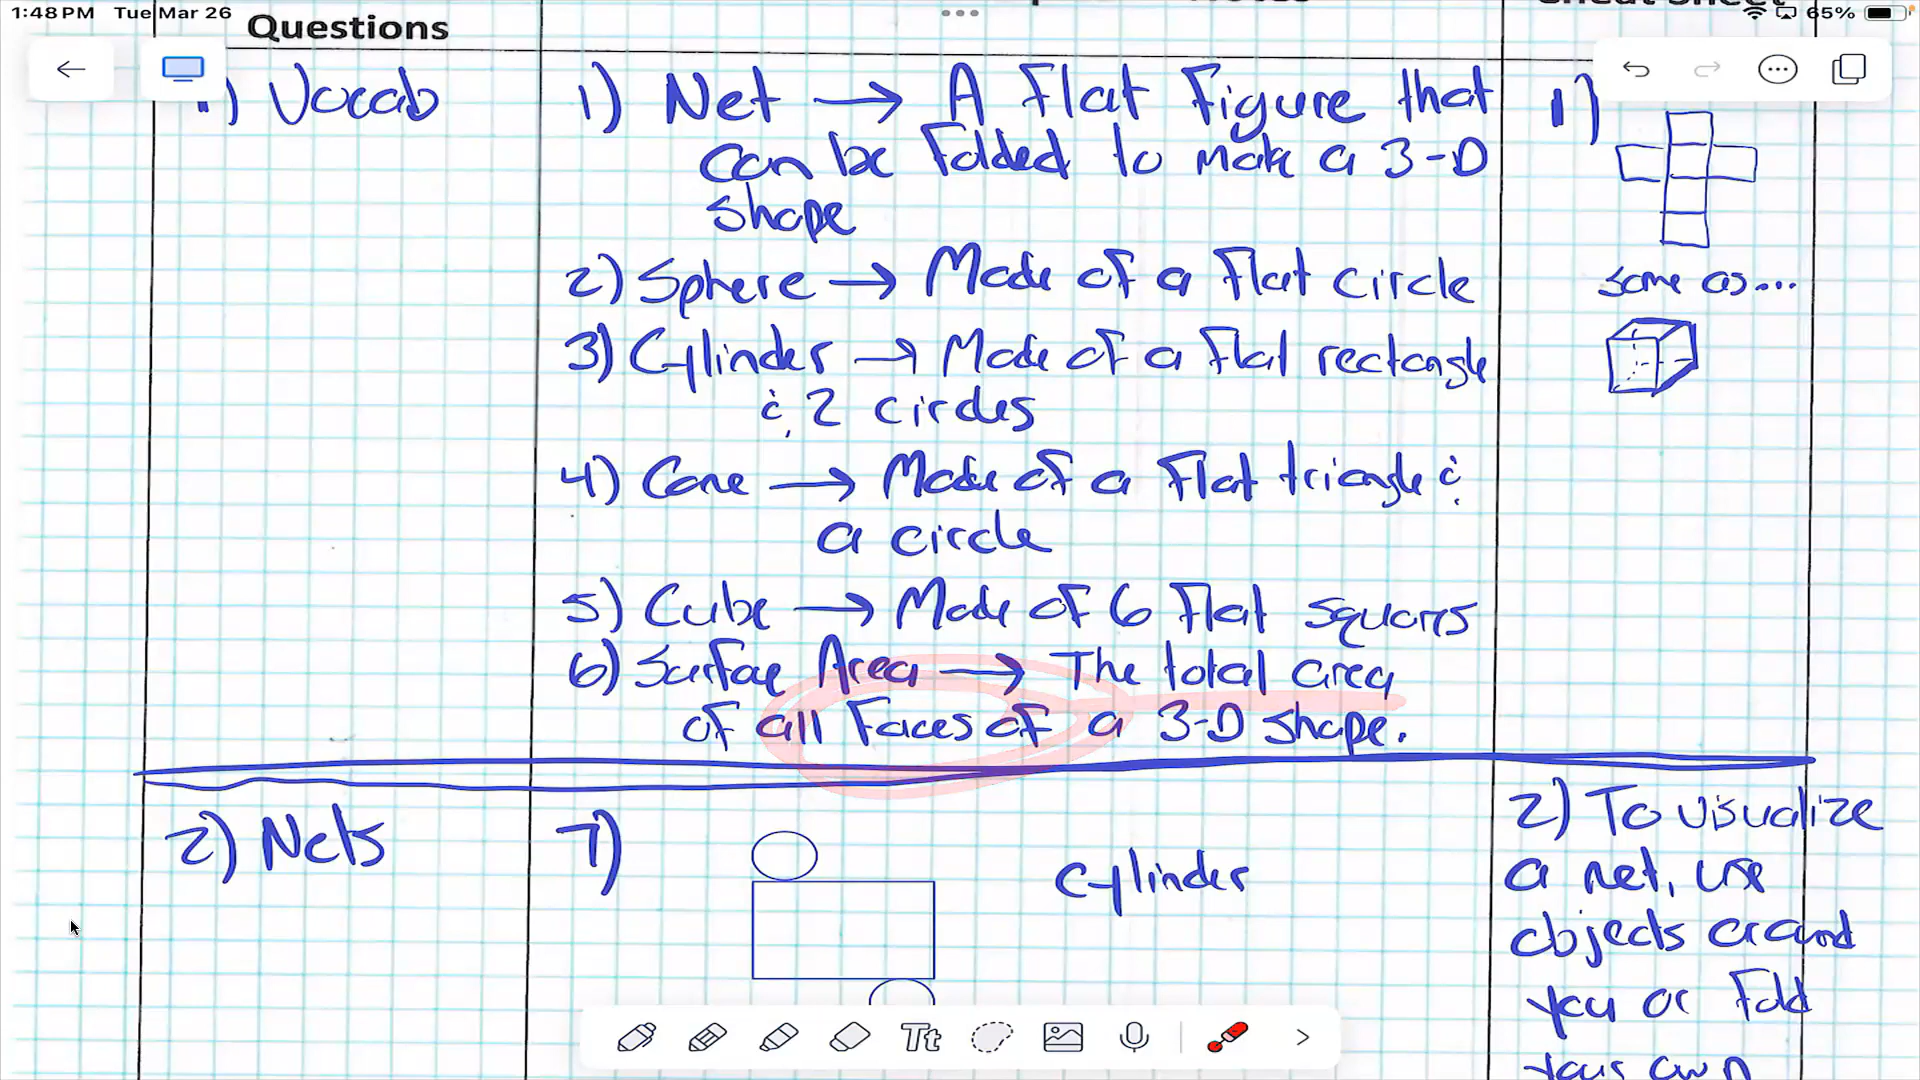 1:48 PM Tue Mar 26
65%
Questions
1) Vocab
1) Net → A flat figure that
can be folded to make a 3-D
shape
2) Sphere → Made of a flat circle
3) Cylinder → Made of a flat rectangle
& 2 circles
4) Cone → Made of a flat triangle &
a circle
5) Cube → Made of 6 flat squares
6) Surface Area → The total area
of all faces of a 3-D shape.
1)
same as...
2) Nets
7)
Cylinder
2) To visualize
a net, use
objects around
you or fold
your own
Tt